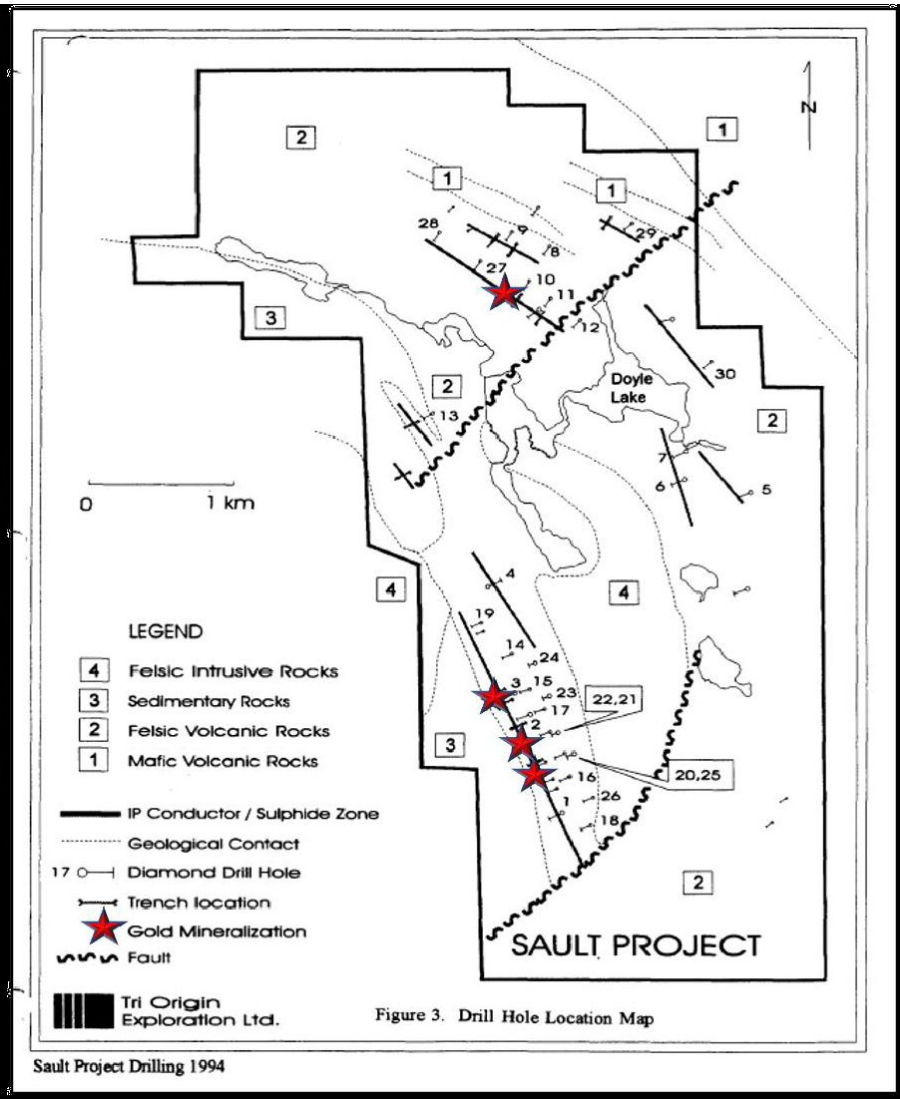 N
2
1
1
1
28
9
8
29
27
10
11
12
3
30
Doyle
Lake
2
13
2
7
6
5
0 1 km
4
4
4
19
14
24
3
15
23
17
22,21
2
3
20,25
16
1
26
18
2
LEGEND
4 Felsic Intrusive Rocks
3 Sedimentary Rocks
2 Felsic Volcanic Rocks
1 Mafic Volcanic Rocks
IP Conductor / Sulphide Zone
Geological Contact
17 Diamond Drill Hole
Trench location
Gold Mineralization
Fault
SAULT PROJECT
Tri Origin
Exploration Ltd.
Figure 3. Drill Hole Location Map
Sault Project Drilling 1994